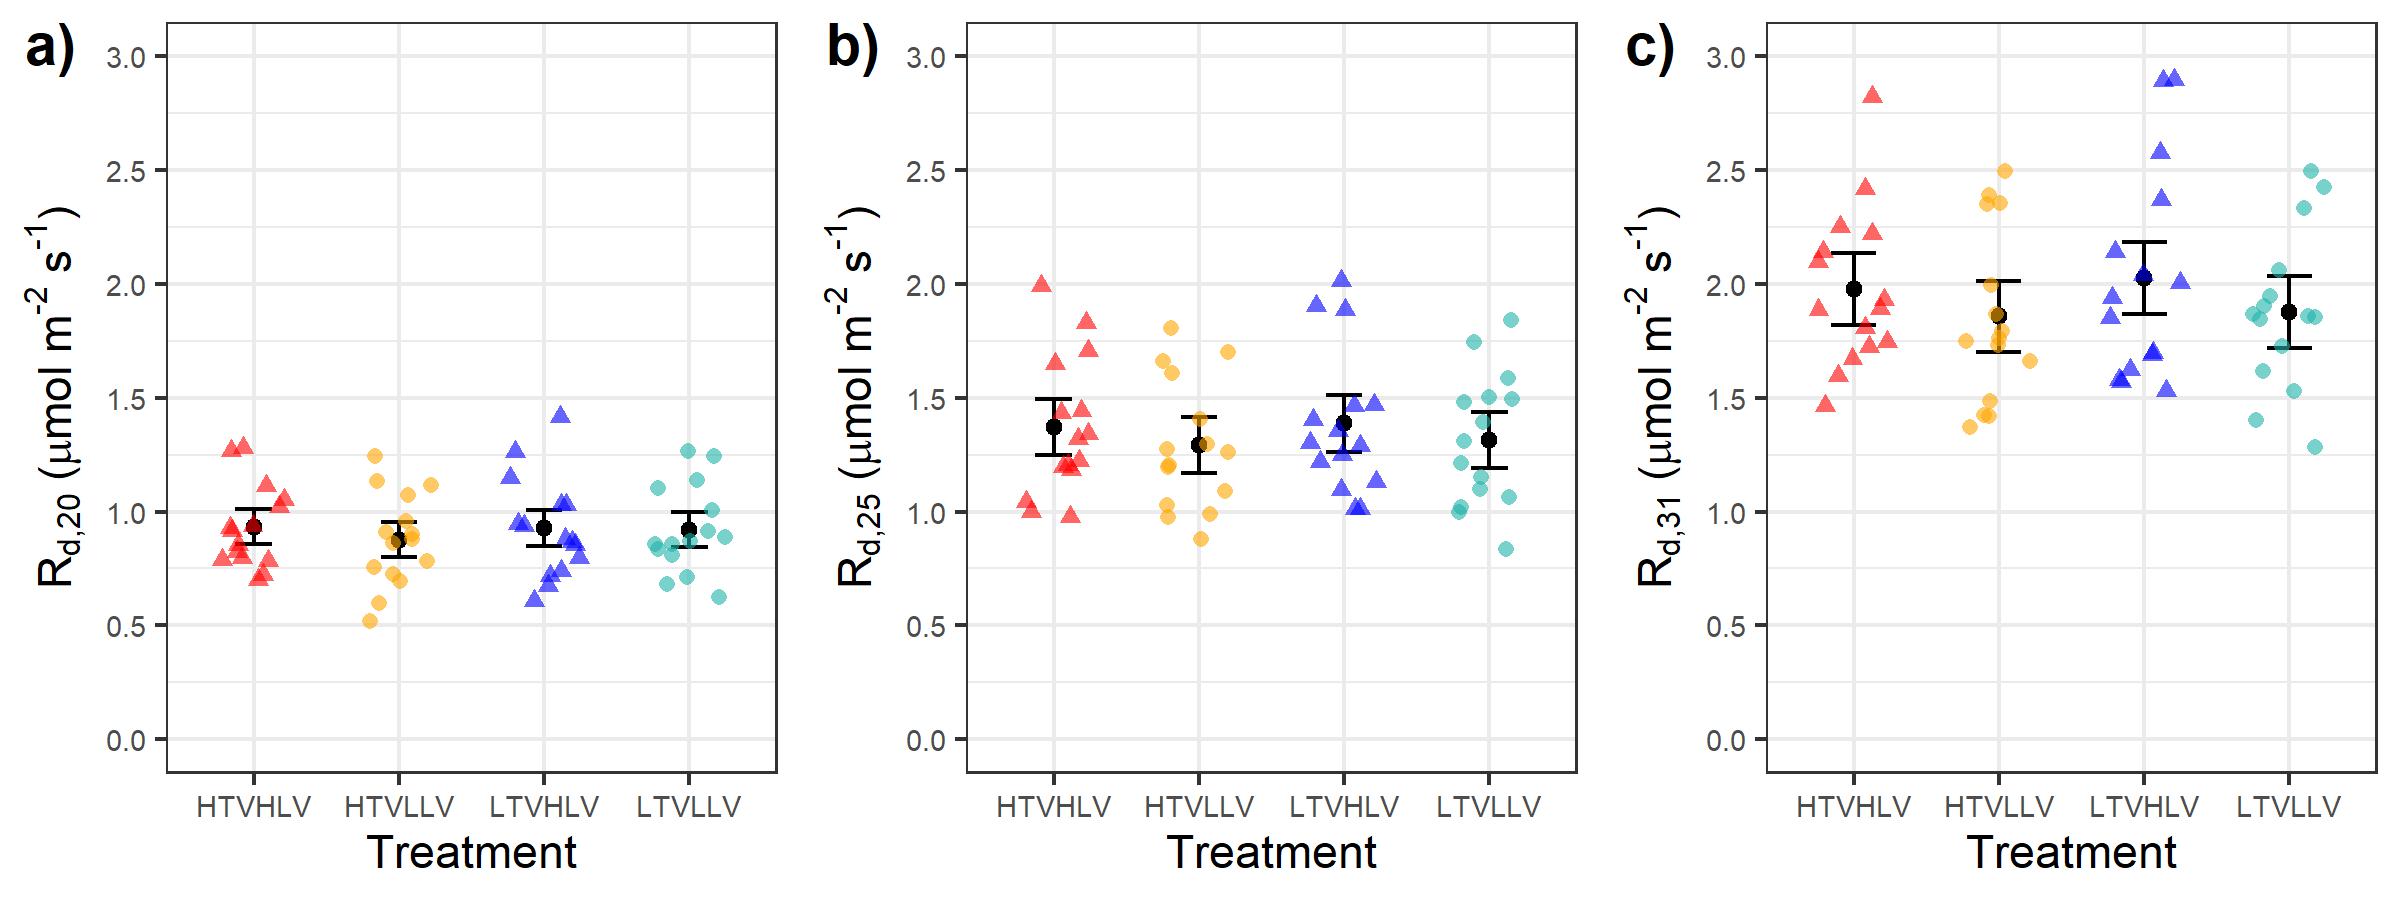 a)
3.0
2.5
2.0
1.5
1.0
0.5
0.0
R_d,20 (μmol m^-2 s^-1)
HTVHLV HTVLLV LTVHLV LTVLLV
Treatment
b)
3.0
2.5
2.0
1.5
1.0
0.5
0.0
R_d,25 (μmol m^-2 s^-1)
HTVHLV HTVLLV LTVHLV LTVLLV
Treatment
c)
3.0
2.5
2.0
1.5
1.0
0.5
0.0
R_d,31 (μmol m^-2 s^-1)
HTVHLV HTVLLV LTVHLV LTVLLV
Treatment